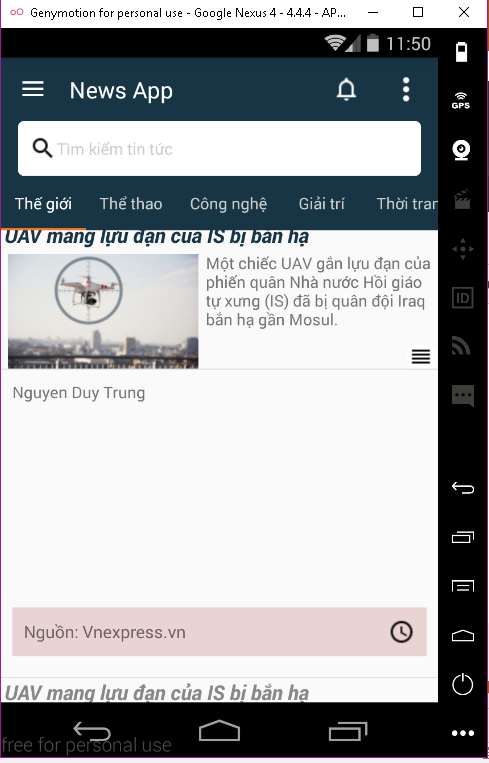 Genymotion for personal use - Google Nexus 4 - 4.4.4 - AP...
11:50
GPS
News App
Tìm kiếm tin tức
Thế giới Thể thao Công nghệ Giải trí Thời tran
UAV mang lựu đạn của IS bị bắn hạ
Một chiếc UAV gắn lựu đạn của
phiến quân Nhà nước Hồi giáo
tự xưng (IS) đã bị quân đội Iraq
bắn hạ gần Mosul.
ID
Nguyen Duy Trung
Nguồn: Vnexpress.vn
UAV mang lựu đạn của IS bị bắn hạ
free for personal use